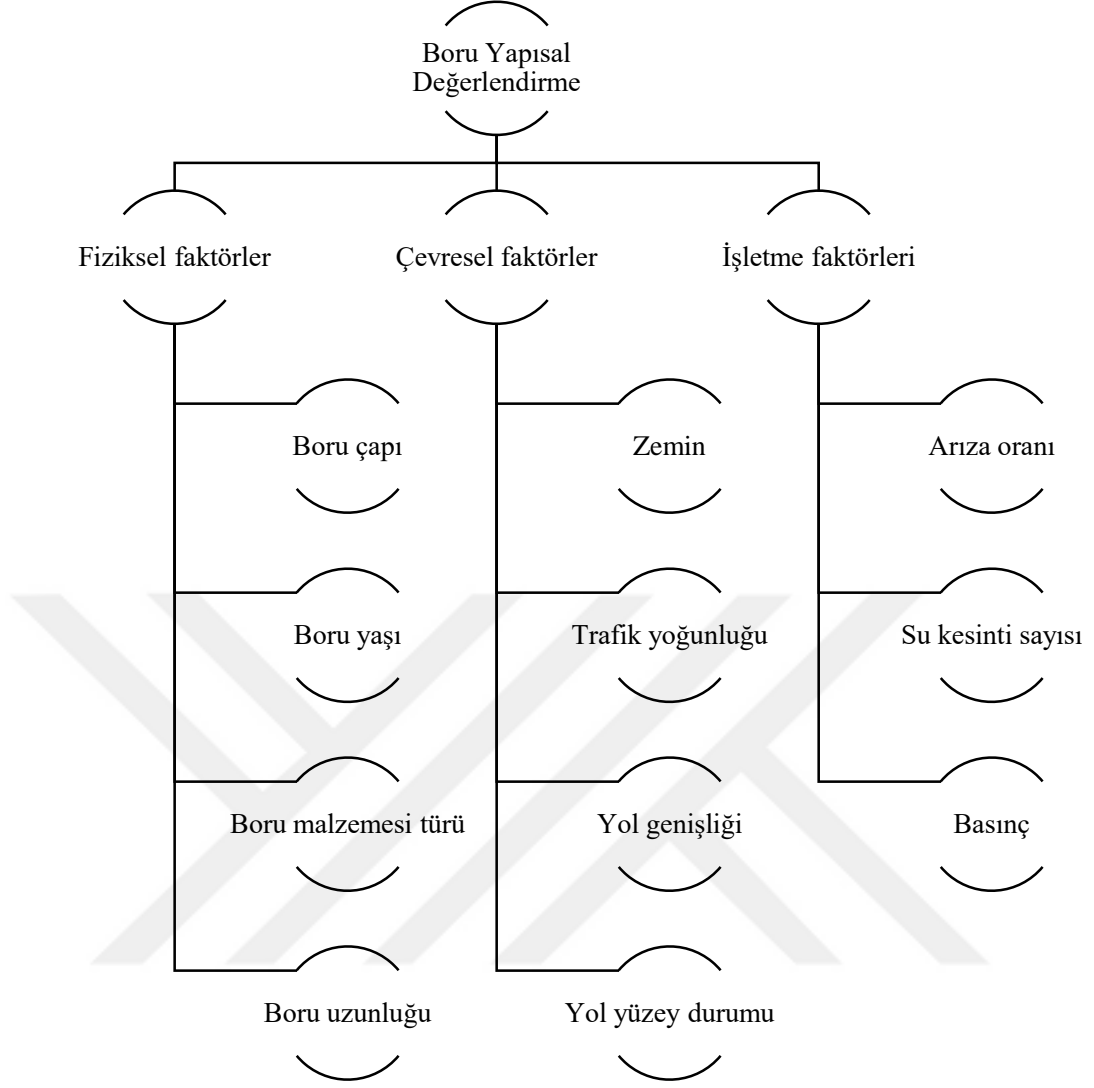 Boru Yapısal
Değerlendirme
Fiziksel faktörler
Çevresel faktörler
İşletme faktörleri
Boru çapı
Zemin
Arıza oranı
Boru yaşı
Trafik yoğunluğu
Su kesinti sayısı
Boru malzemesi türü
Yol genişliği
Basınç
Boru uzunluğu
Yol yüzey durumu